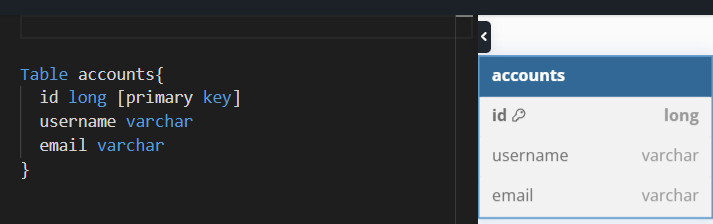 Table accounts{
id long [primary key]
username varchar
email varchar
}
accounts
id long
username varchar
email varchar